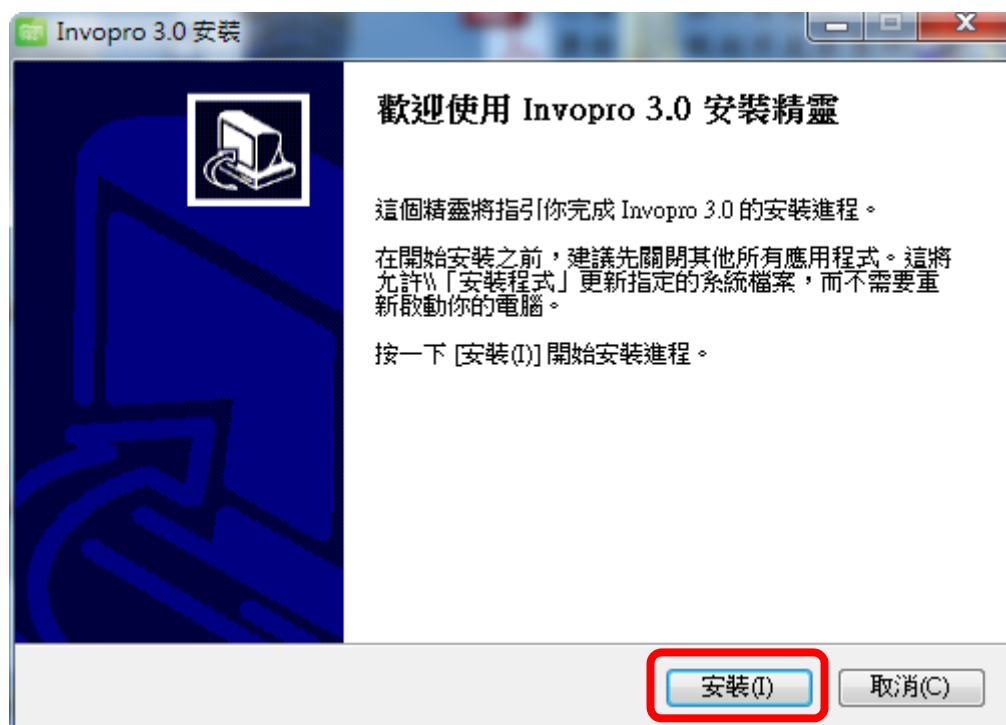 Invopro 3.0 安裝
歡迎使用 Invopro 3.0 安裝精靈
這個精靈將指引你完成 Invopro 3.0 的安裝進程。
在開始安裝之前，建議先關閉其他所有應用程式。這將
允許\\「安裝程式」更新指定的系統檔案，而不需要重
新啟動你的電腦。
按一下 [安裝(I)] 開始安裝進程。
安裝(I)
取消(C)